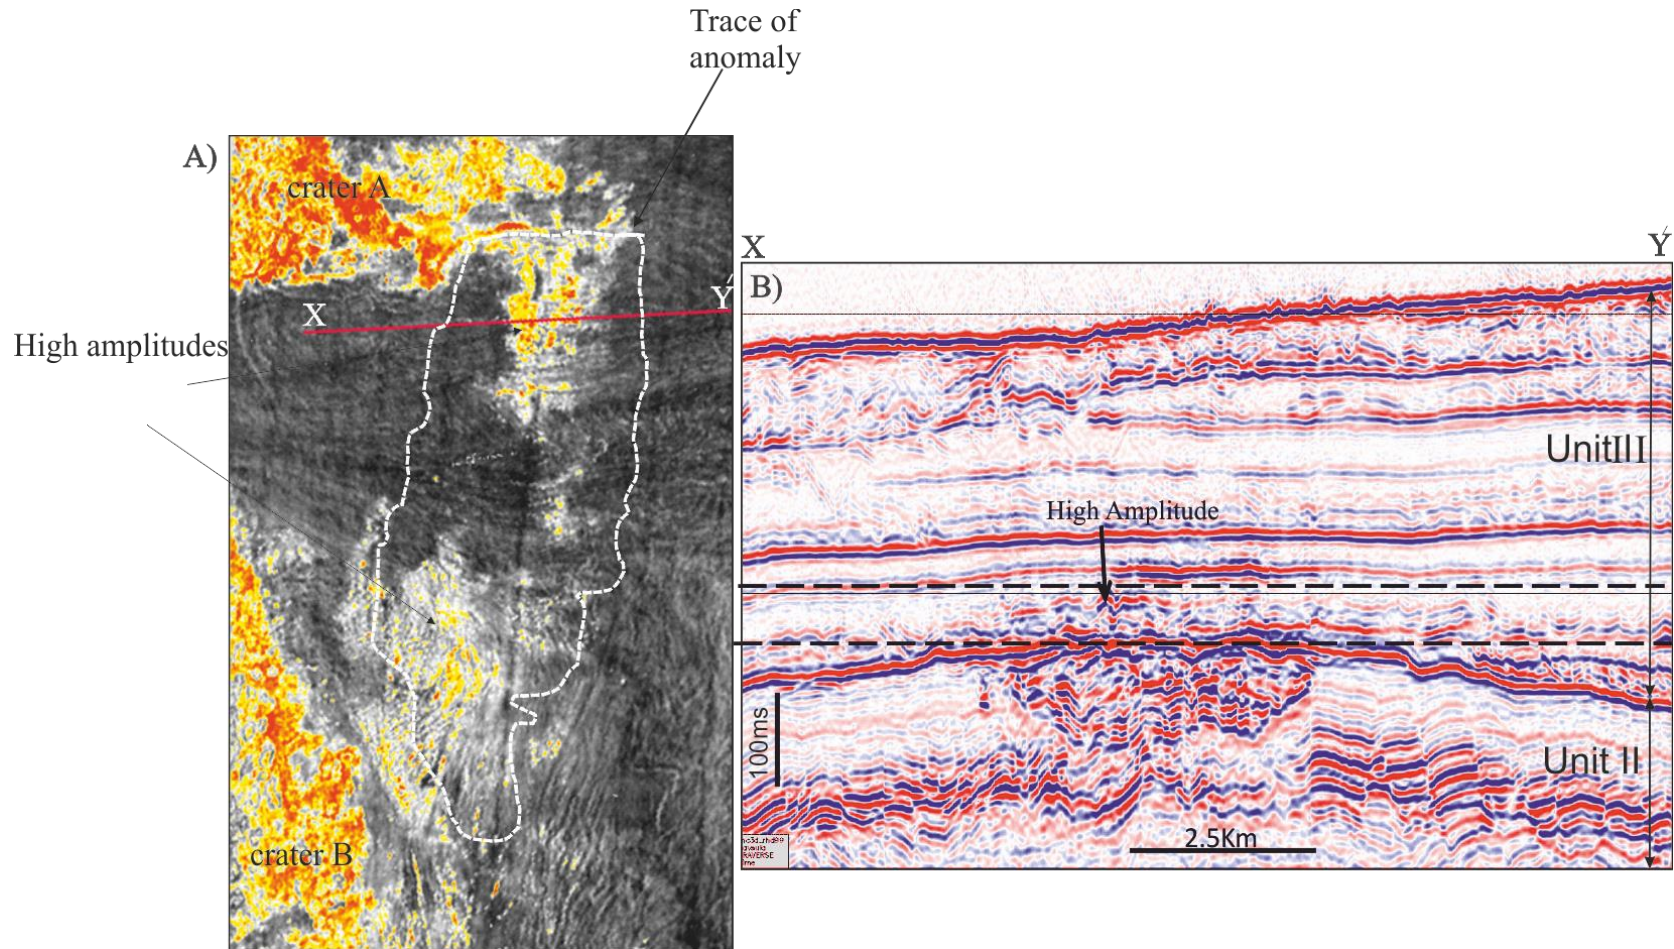 Trace of
anomaly
A)
crater A
X
Y'
High amplitudes
crater B
X
Y'
B)
UnitIII
High Amplitude
100ms
Unit II
2.5Km